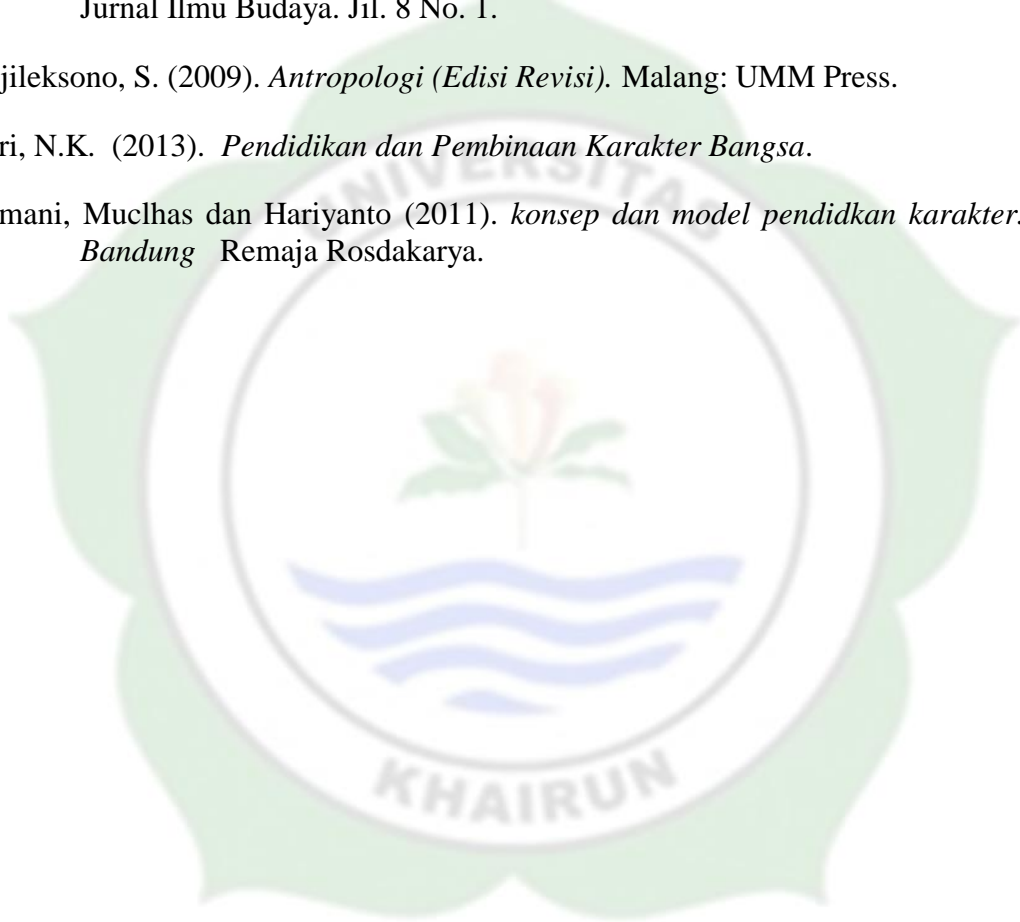 Jurnal Ilmu Budaya. Jil. 8 No. 1.
jileksono, S. (2009). Antropologi (Edisi Revisi). Malang: UMM Press.
ri, N.K. (2013). Pendidikan dan Pembinaan Karakter Bangsa.
mani, Muclhas dan Hariyanto (2011). konsep dan model pendidkan karakter.
Bandung Remaja Rosdakarya.
UNIVERSITAS
KHAIRUN